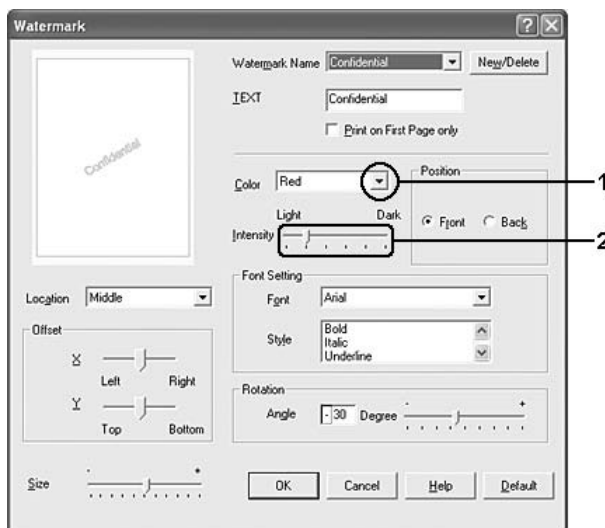 Watermark
Watermark Name Confidential New/Delete
TEXT Confidential
Print on First Page only
Confidential
Color Red 1
Position
Front Back
Light Dark
Intensity 2
Location Middle
Font Setting
Font Arial
Style Bold
Italic
Underline
Offset
X
Left Right
Y
Top Bottom
Rotation
Angle -30 Degree - +
Size - +
OK Cancel Help Default